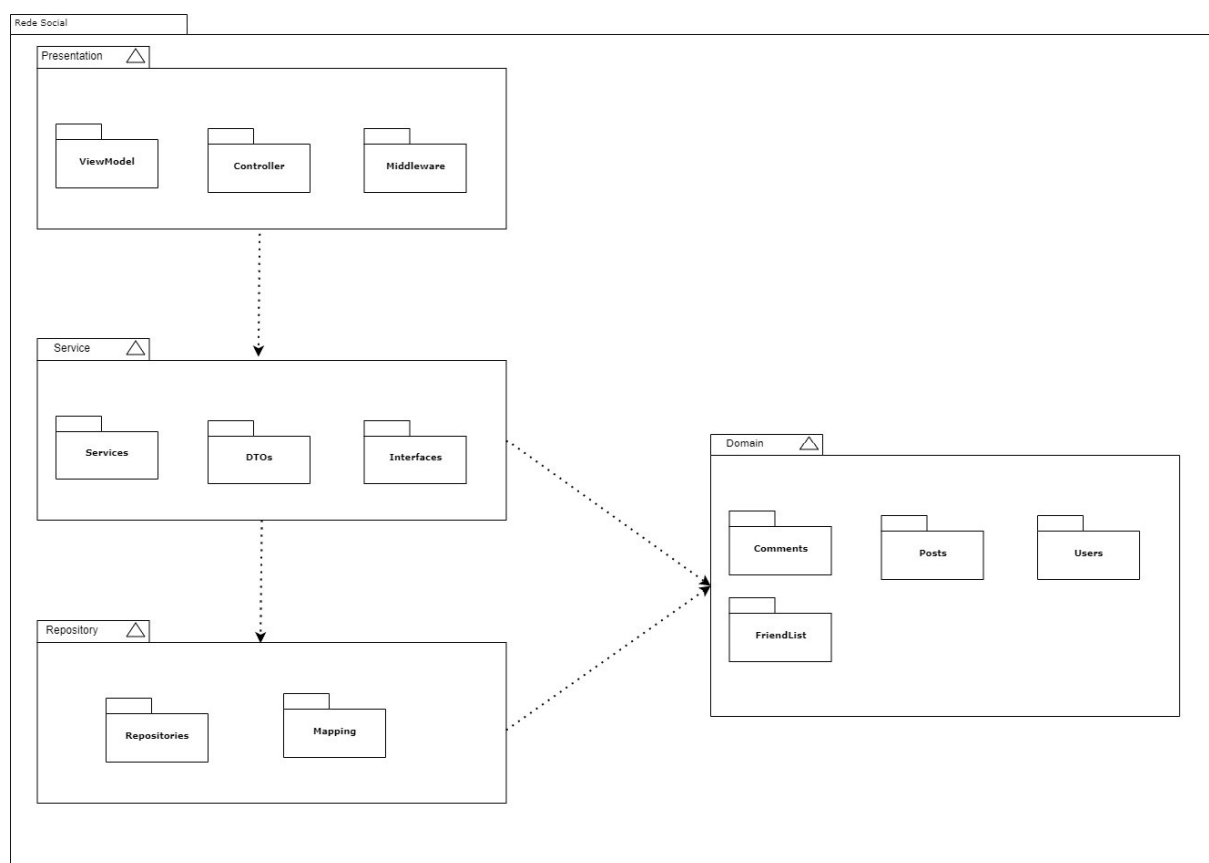 Rede Social
Presentation
ViewModel
Controller
Middleware
Service
Services
DTOs
Interfaces
Domain
Comments
Posts
Users
FriendList
Repository
Repositories
Mapping